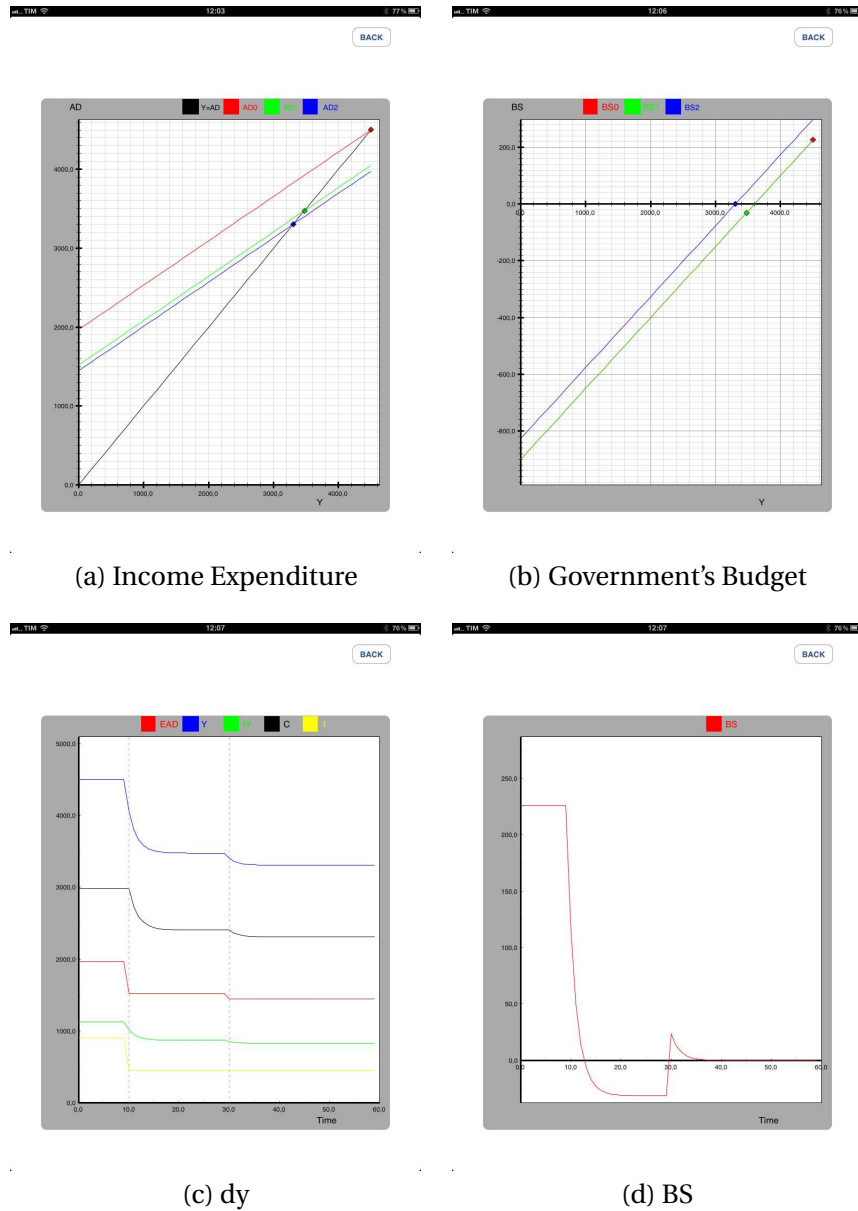 TIM 12:03 77%
BACK
AD Y=AD AD0 AD1 AD2
4000,0
3000,0
2000,0
1000,0
0,0
0,0 1000,0 2000,0 3000,0 4000,0
Y
(a) Income Expenditure
TIM 12:06 76%
BACK
BS BS0 BS1 BS2
200,0
0,0
0,0 1000,0 2000,0 3000,0 4000,0
-200,0
-400,0
-600,0
-800,0
Y
(b) Government's Budget
TIM 12:07 76%
BACK
EAD Y C I
5000,0
4000,0
3000,0
2000,0
1000,0
0,0
0,0 10,0 20,0 30,0 40,0 50,0 60,0
Time
(c) dy
TIM 12:07 76%
BACK
BS
250,0
200,0
150,0
100,0
50,0
0,0
0,0 10,0 20,0 30,0 40,0 50,0 60,0
Time
(d) BS